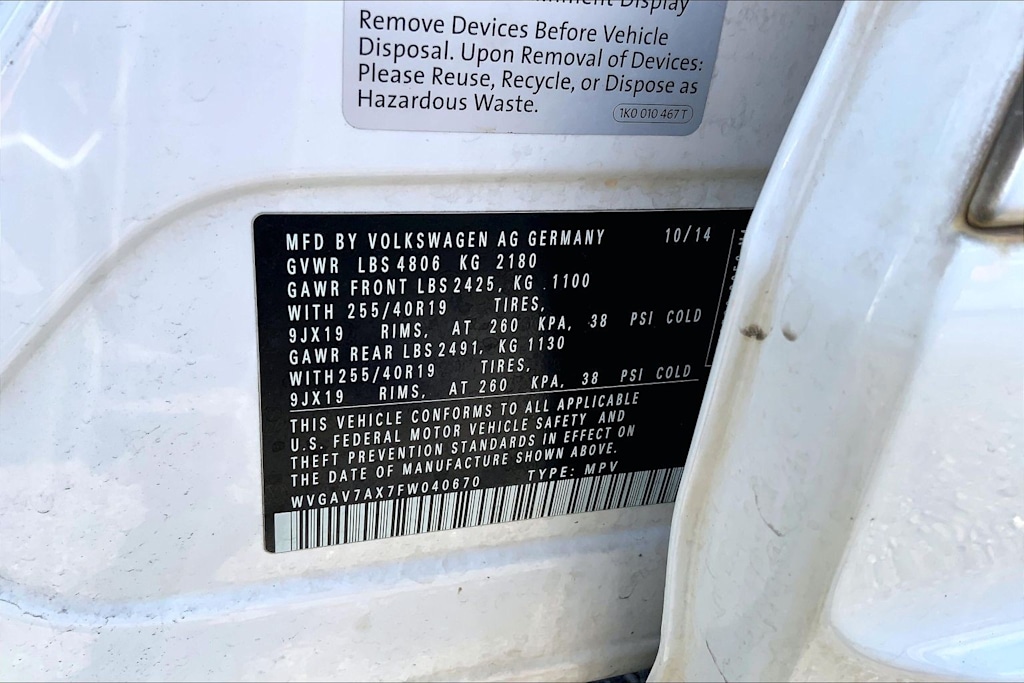 Display
Remove Devices Before Vehicle
Disposal. Upon Removal of Devices:
Please Reuse, Recycle, or Dispose as
Hazardous Waste.
1K0 010 467 T
MFD BY VOLKSWAGEN AG GERMANY 10/14
GVWR LBS 4806 KG 2180
GAWR FRONT LBS 2425, KG 1100
WITH 255/40R19 TIRES,
9JX19 RIMS, AT 260 KPA, 38 PSI COLD
GAWR REAR LBS 2491, KG 1130
WITH 255/40R19 TIRES,
9JX19 RIMS, AT 260 KPA, 38 PSI COLD
THIS VEHICLE CONFORMS TO ALL APPLICABLE
U.S. FEDERAL MOTOR VEHICLE SAFETY AND
THEFT PREVENTION STANDARDS IN EFFECT ON
THE DATE OF MANUFACTURE SHOWN ABOVE.
WVGAV7AX7FW040670 TYPE: MPV